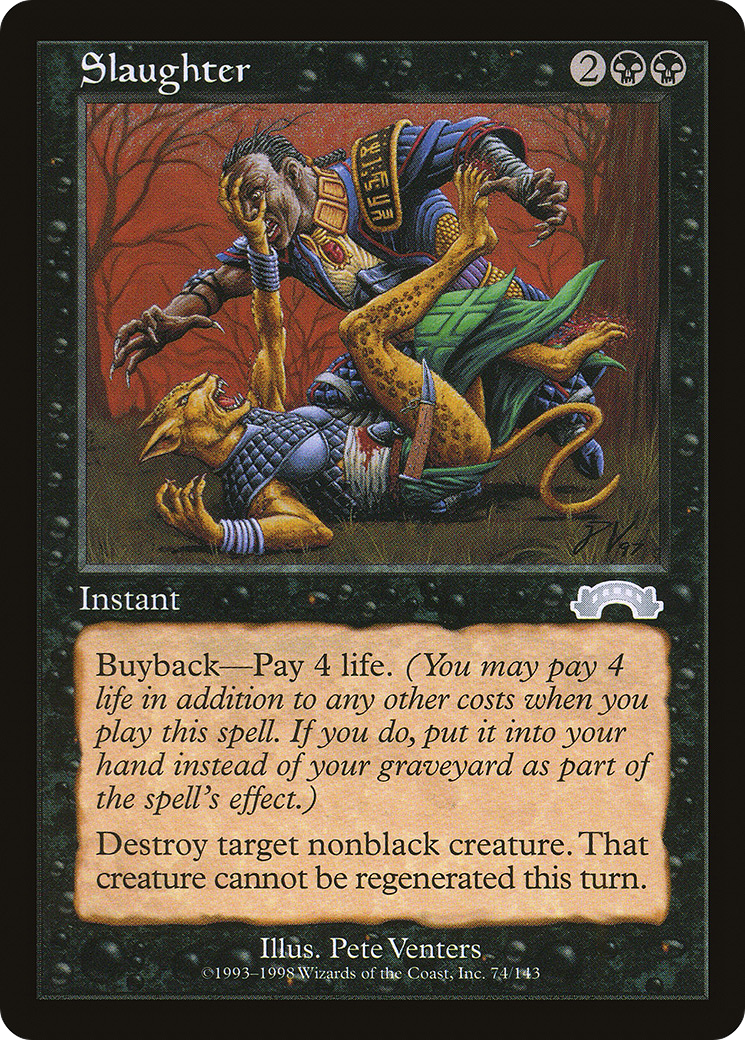 Slaughter 2
Instant
Buyback—Pay 4 life. (You may pay 4
life in addition to any other costs when you
play this spell. If you do, put it into your
hand instead of your graveyard as part of
the spell's effect.)
Destroy target nonblack creature. That
creature cannot be regenerated this turn.
Illus. Pete Venters
©1993–1998 Wizards of the Coast, Inc. 74/143